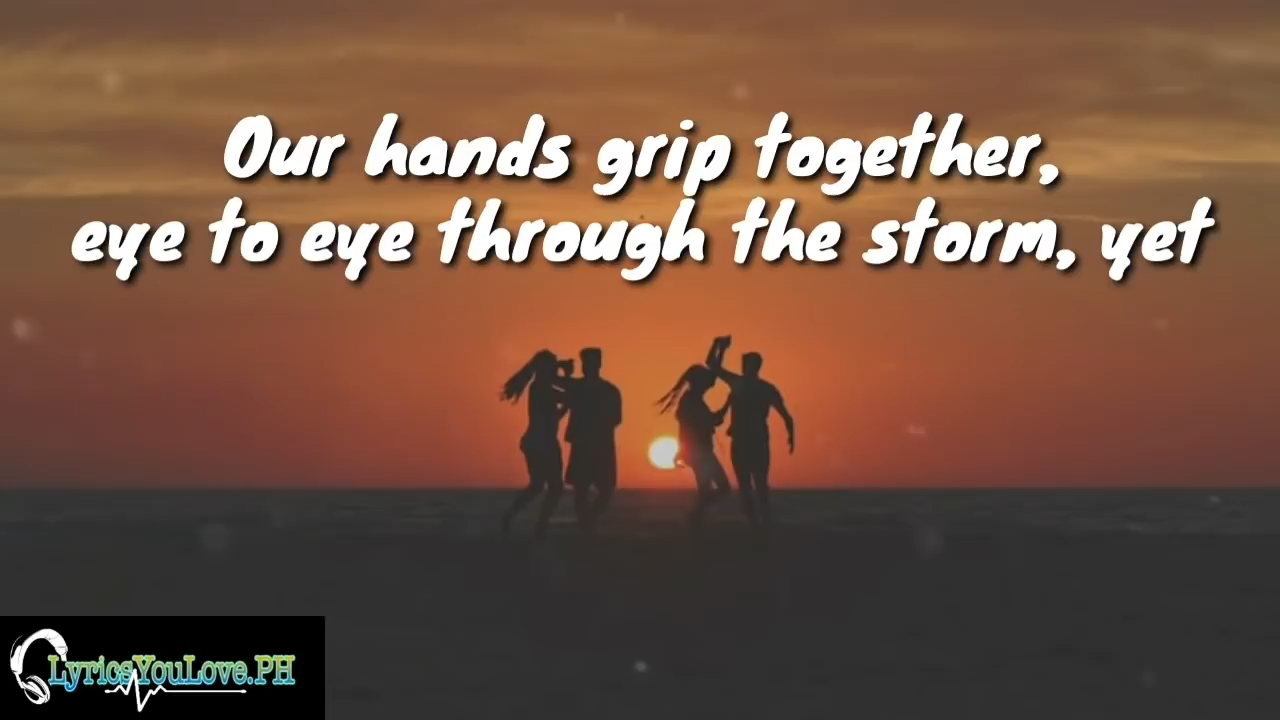 Our hands grip together,
eye to eye through the storm, yet
LyricsYouLove.PH